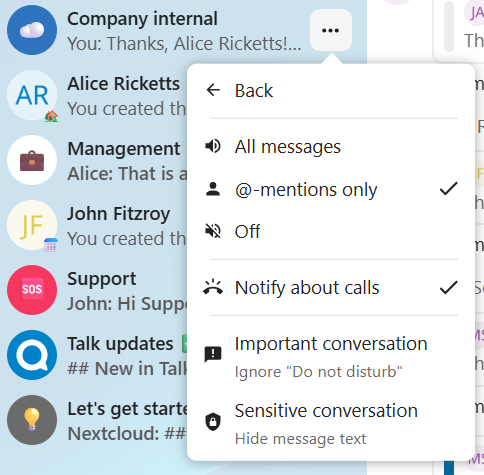 Company internal
You: Thanks, Alice Ricketts!...
JA
Th
Back
AR
Alice Ricketts
You created th
All messages
Management
Alice: That is a
@-mentions only
JF
John Fitzroy
You created th
Off
SOS
Support
John: Hi Suppo
Notify about calls
Talk updates
## New in Talk
Important conversation
Ignore "Do not disturb"
Let's get starte
Nextcloud: ##
Sensitive conversation
Hide message text
MS